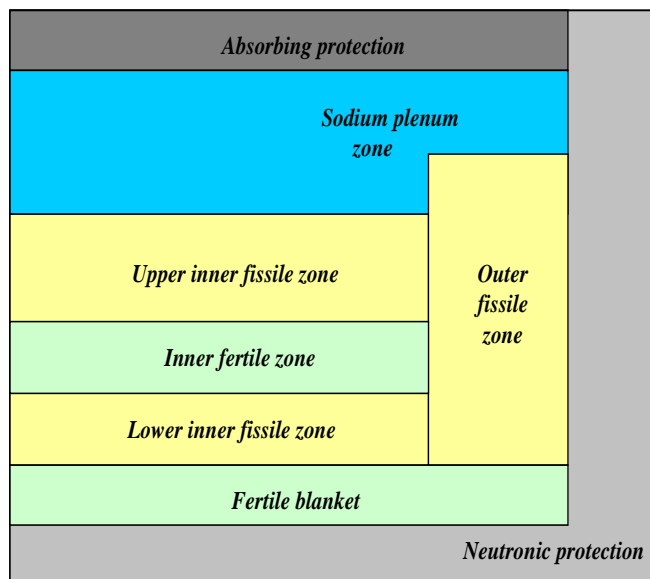 Absorbing protection
Sodium plenum
zone
Upper inner fissile zone
Outer
fissile
zone
Inner fertile zone
Lower inner fissile zone
Fertile blanket
Neutronic protection